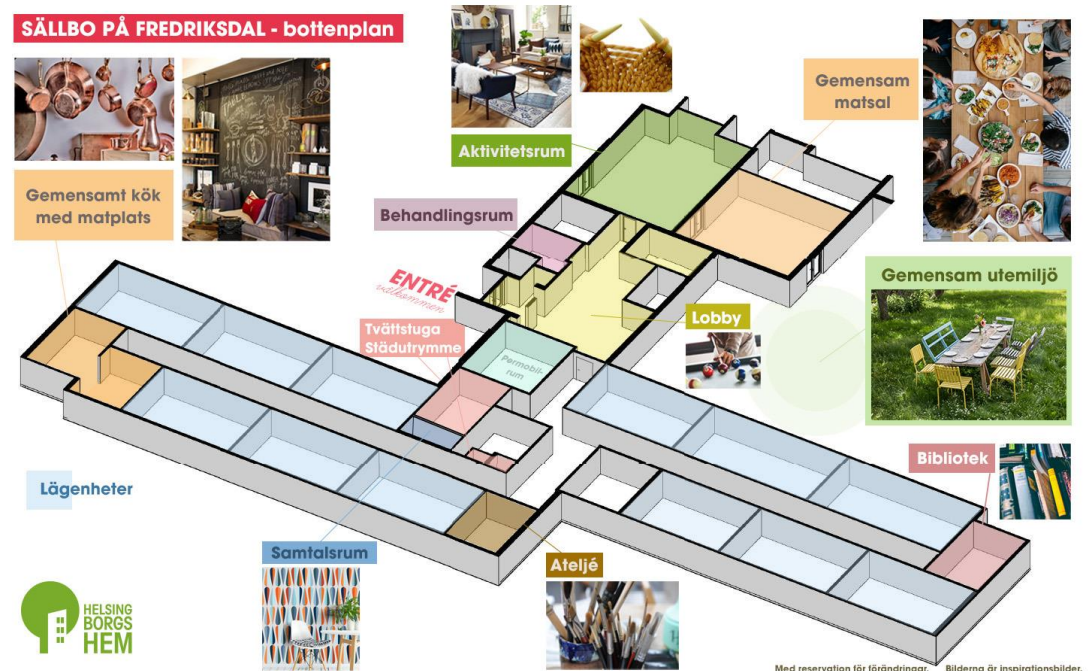 SÄLLBO PÅ FREDRIKSDAL - bottenplan
Gemensamt kök
med matplats
Aktivitetsrum
Gemensam
matsal
Behandlingsrum
ENTRÉ
välkommen
Tvättstuga
Städutrymme
Permobil-
rum
Lobby
Gemensam utemiljö
Bibliotek
Lägenheter
Samtalsrum
Ateljé
HELSING
BORGS
HEM
Med reservation för förändringar. Bilderna är inspirationsbilder.